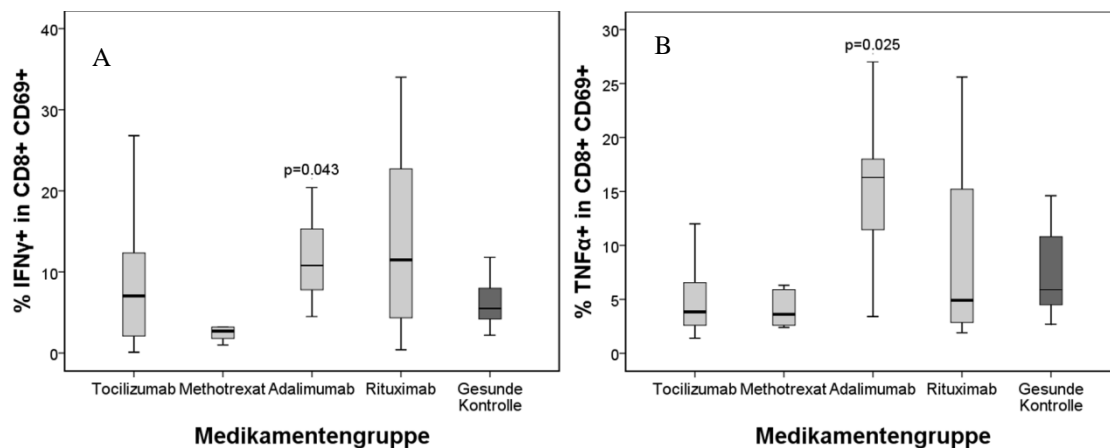 A
% IFNγ+ in CD8+ CD69+
40
30
20
10
0
p=0.043
Tocilizumab Methotrexat Adalimumab Rituximab Gesunde
Kontrolle
Medikamentengruppe
B
% TNFα+ in CD8+ CD69+
30
25
20
15
10
5
0
p=0.025
Tocilizumab Methotrexat Adalimumab Rituximab Gesunde
Kontrolle
Medikamentengruppe